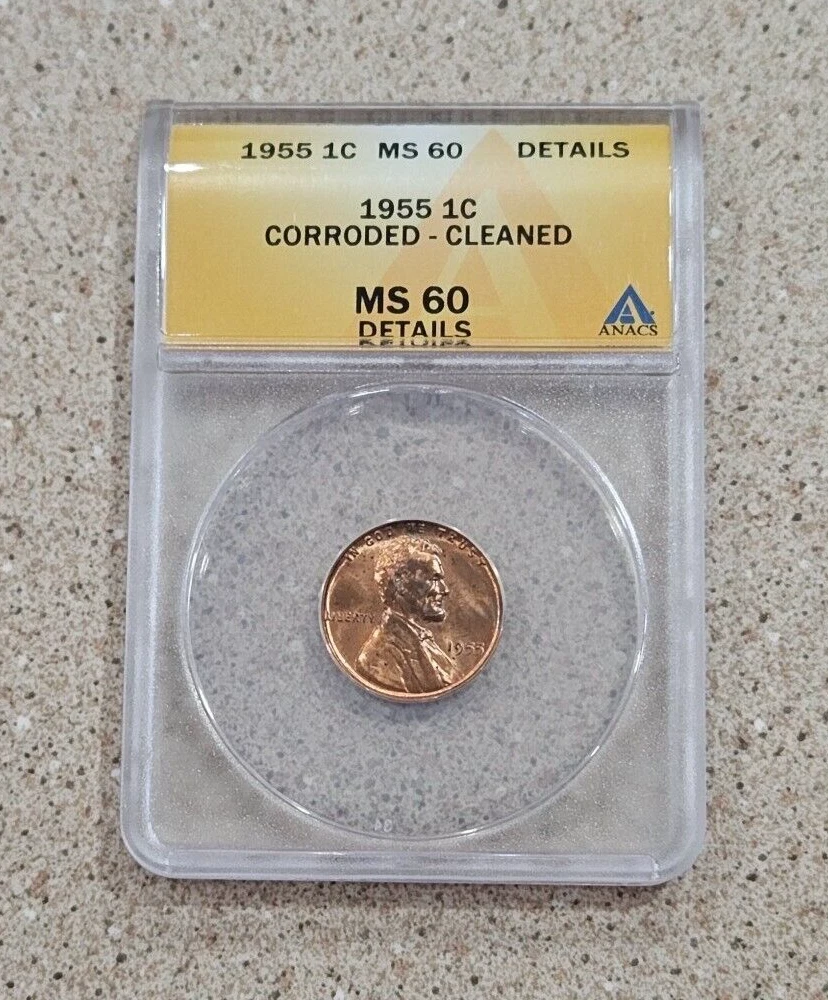 1955 1C MS 60 DETAILS
1955 1C
CORRODED - CLEANED
MS 60
DETAILS
ANACS
IN GOD WE TRUST
LIBERTY
1955